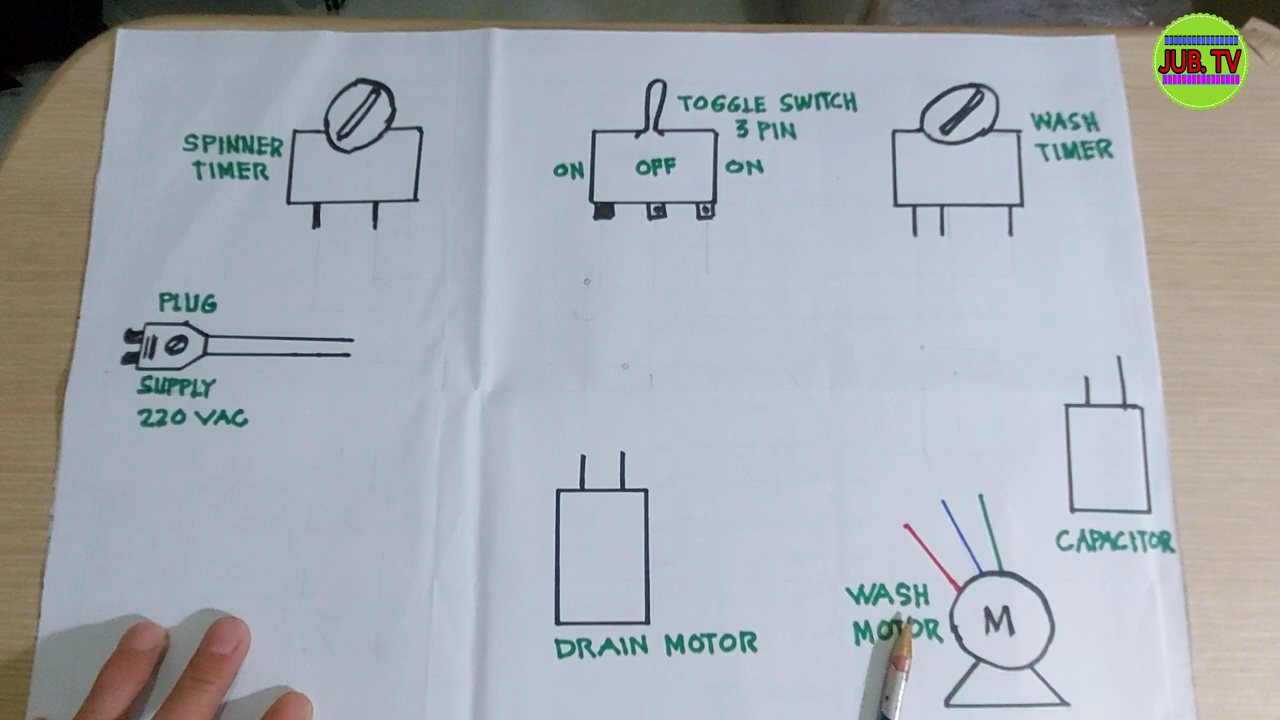 JUB. TV
SPINNER
TIMER
TOGGLE SWITCH
3 PIN
ON
OFF
ON
WASH
TIMER
PLUG
SUPPLY
220 VAC
CAPACITOR
WASH
MOTOR
M
DRAIN MOTOR